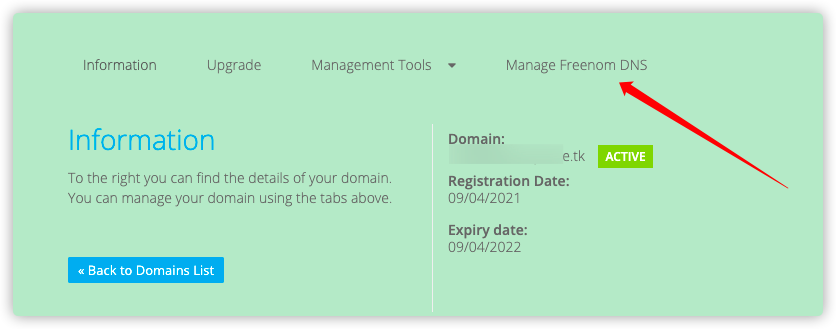 Information Upgrade Management Tools Manage Freenom DNS
Information
To the right you can find the details of your domain.
You can manage your domain using the tabs above.
« Back to Domains List
Domain:
e.tk ACTIVE
Registration Date:
09/04/2021
Expiry date:
09/04/2022